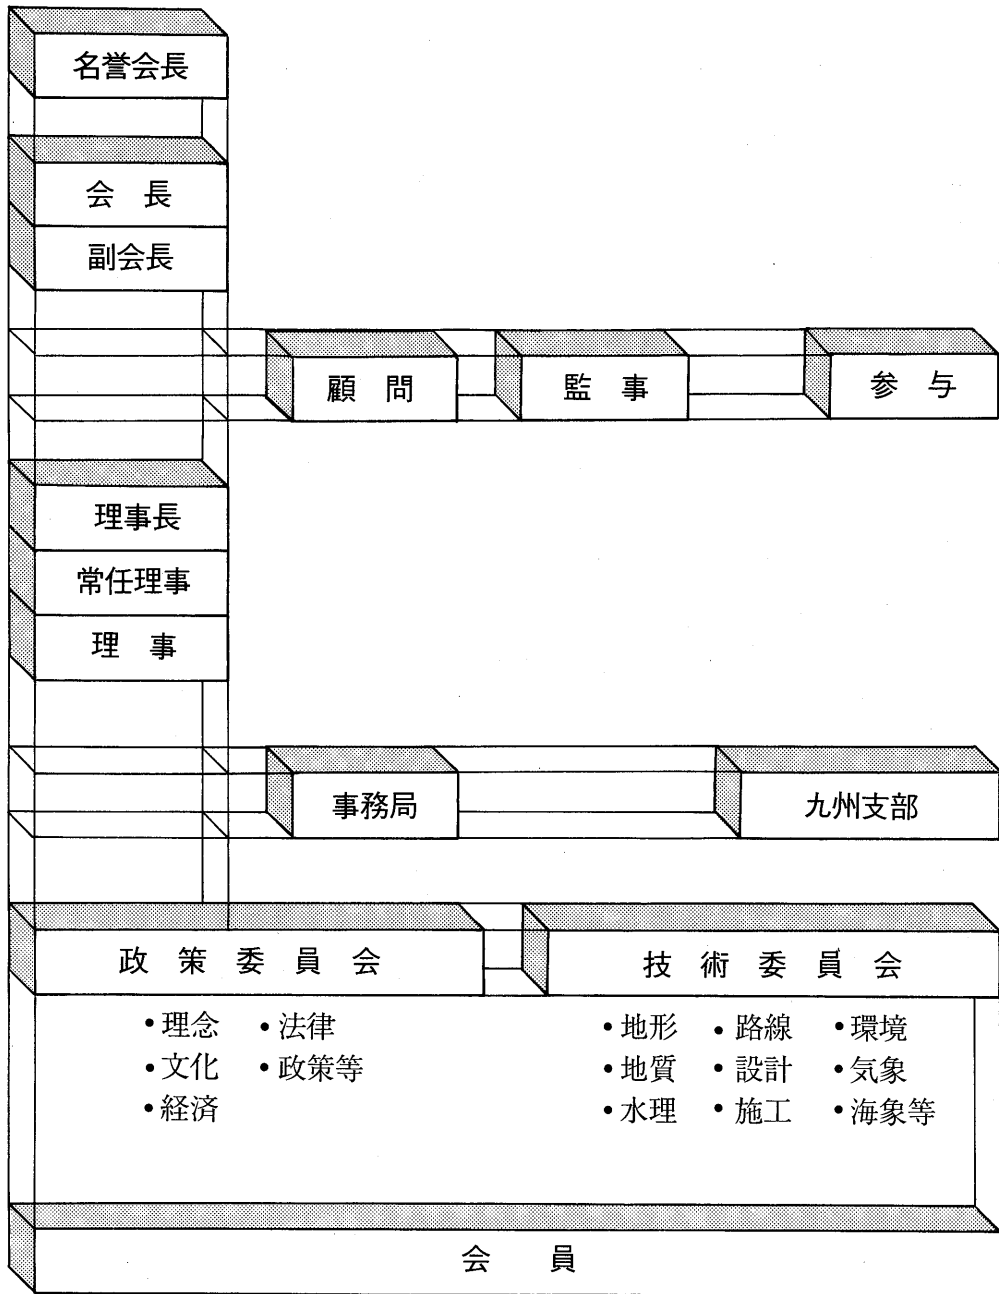 名誉会長
会　長
副会長
顧　問　監　事　参　与
理事長
常任理事
理　事
事務局　九州支部
政　策　委　員　会　技　術　委　員　会
•理念　•法律
•文化　•政策等
•経済
•地形　•路線　•環境
•地質　•設計　•気象
•水理　•施工　•海象等
会　員